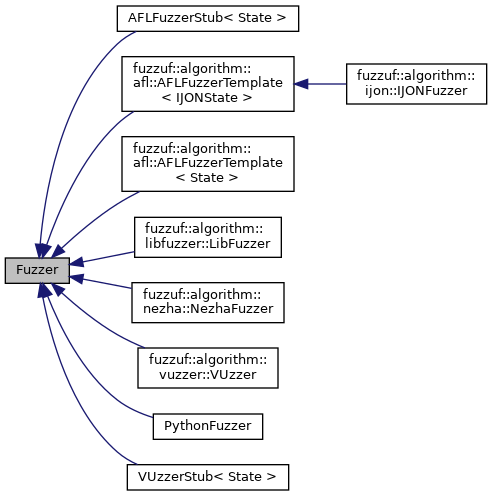 AFLFuzzerStub< State >
fuzzuf::algorithm::
afl::AFLFuzzerTemplate
< IJONState >
fuzzuf::algorithm::
ijon::IJONFuzzer
fuzzuf::algorithm::
afl::AFLFuzzerTemplate
< State >
fuzzuf::algorithm::
libfuzzer::LibFuzzer
Fuzzer
fuzzuf::algorithm::
nezha::NezhaFuzzer
fuzzuf::algorithm::
vuzzer::VUzzer
PythonFuzzer
VUzzerStub< State >